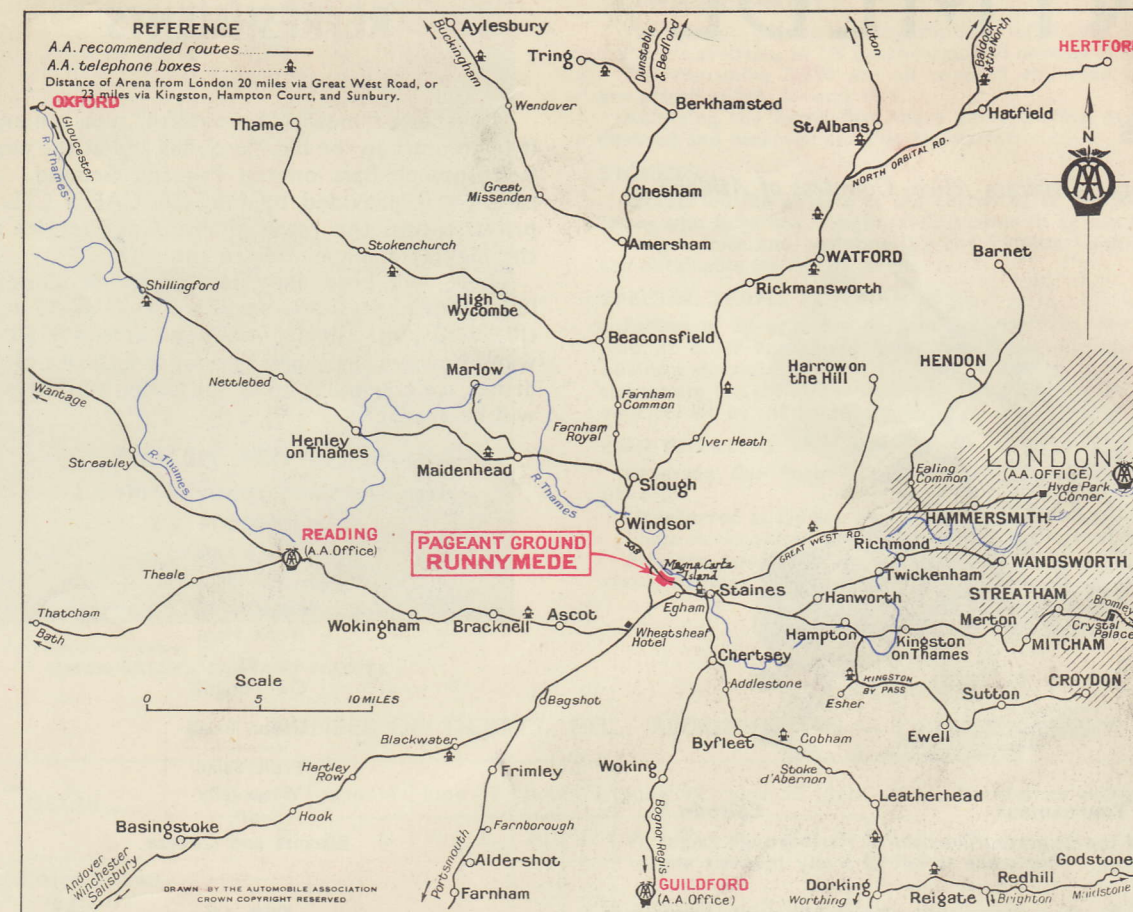 REFERENCE
A.A. recommended routes
A.A. telephone boxes
Distance of Arena from London 20 miles via Great West Road, or
23 miles via Kingston, Hampton Court, and Sunbury.
OXFORD
Gloucester
R. Thames
Thame
Stokenchurch
Shillingford
High
Wycombe
Aylesbury
Buckingham
Tring
Dunstable
& Bedford
Wendover
Berkhamsted
Great
Missenden
Chesham
Amersham
Beaconsfield
Luton
Baldock
& the North
HERTFORD
St Albans
Hatfield
NORTH ORBITAL RD.
N
AA
WATFORD
Rickmansworth
Barnet
Harrow on
the Hill
HENDON
Wantage
Nettlebed
Marlow
Farnham
Common
Farnham
Royal
Iver Heath
Henley
on Thames
Streatley
R. Thames
Maidenhead
R. Thames
Slough
Windsor
Ealing
Common
LONDON
(A.A. OFFICE)
AA
Hyde Park
Corner
HAMMERSMITH
GREAT WEST RD.
Richmond
WANDSWORTH
Twickenham
READING
(A.A. Office)
AA
PAGEANT GROUND
RUNNYMEDE
308
Magna Carta
Island
Staines
Egham
Hanworth
STREATHAM
Bromley
Crystal
Palace
Theale
Thatcham
Bath
Wokingham
Bracknell
Ascot
Wheatsheaf
Hotel
Hampton
Kingston
on Thames
Merton
MITCHAM
Chertsey
Addlestone
KINGSTON
BY PASS
Esher
Sutton
CROYDON
Ewell
Scale
0 5 10 MILES
Bagshot
Blackwater
Hartley
Row
Hook
Basingstoke
Andover
Winchester
Salisbury
Frimley
Farnborough
Aldershot
Portsmouth
Farnham
Woking
Byfleet
Cobham
Stoke
d'Abernon
Leatherhead
Bognor Regis
AA
GUILDFORD
(A.A. Office)
Dorking
Worthing
Reigate
Redhill
Brighton
Godstone
Maidstone
DRAWN BY THE AUTOMOBILE ASSOCIATION
CROWN COPYRIGHT RESERVED